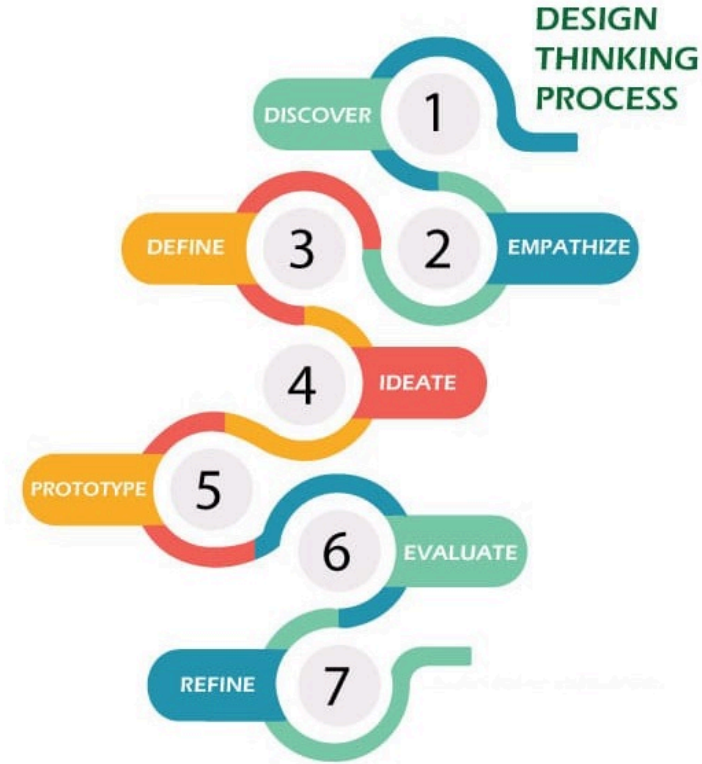 DESIGN
THINKING
PROCESS
DISCOVER
1
2
EMPATHIZE
DEFINE
3
4
IDEATE
PROTOTYPE
5
6
EVALUATE
REFINE
7